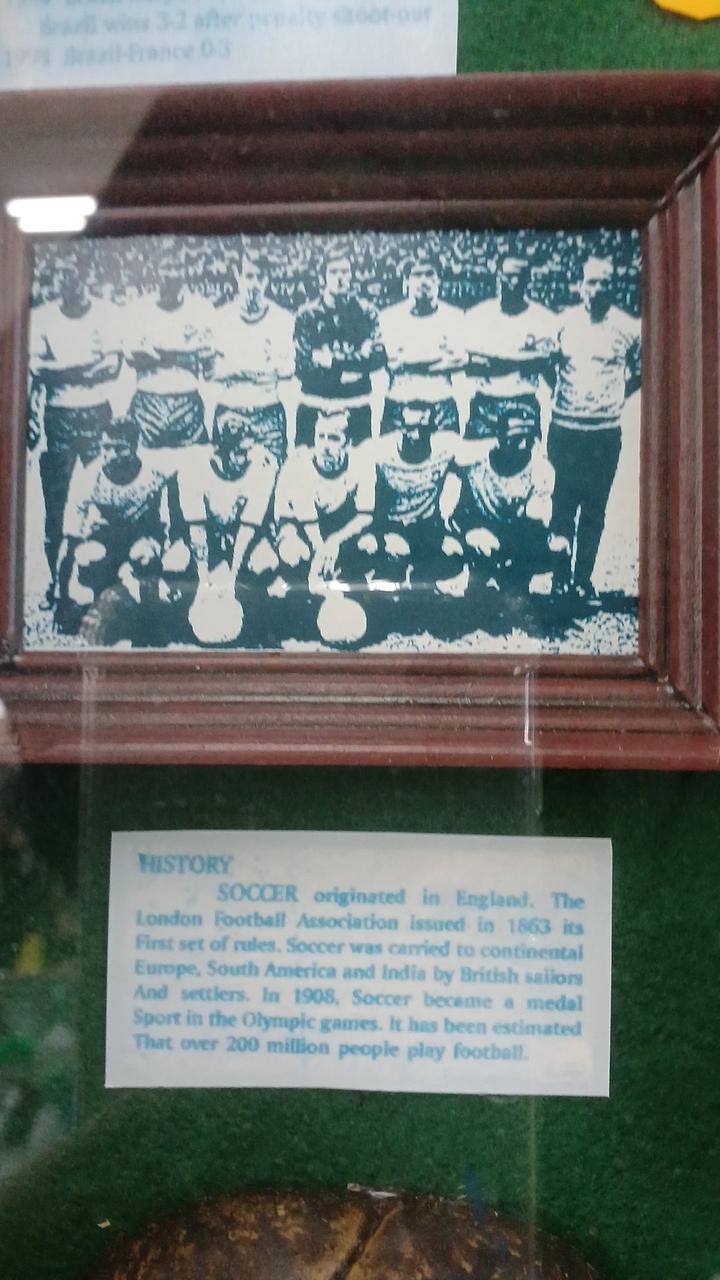 Brazil wins 3-2 after penalty shoot-out
1998 Brazil-France 0-3
HISTORY
SOCCER originated in England. The
London Football Association issued in 1863 its
First set of rules. Soccer was carried to continental
Europe, South America and India by British sailors
And settlers. In 1908, Soccer became a medal
Sport in the Olympic games. It has been estimated
That over 200 million people play football.